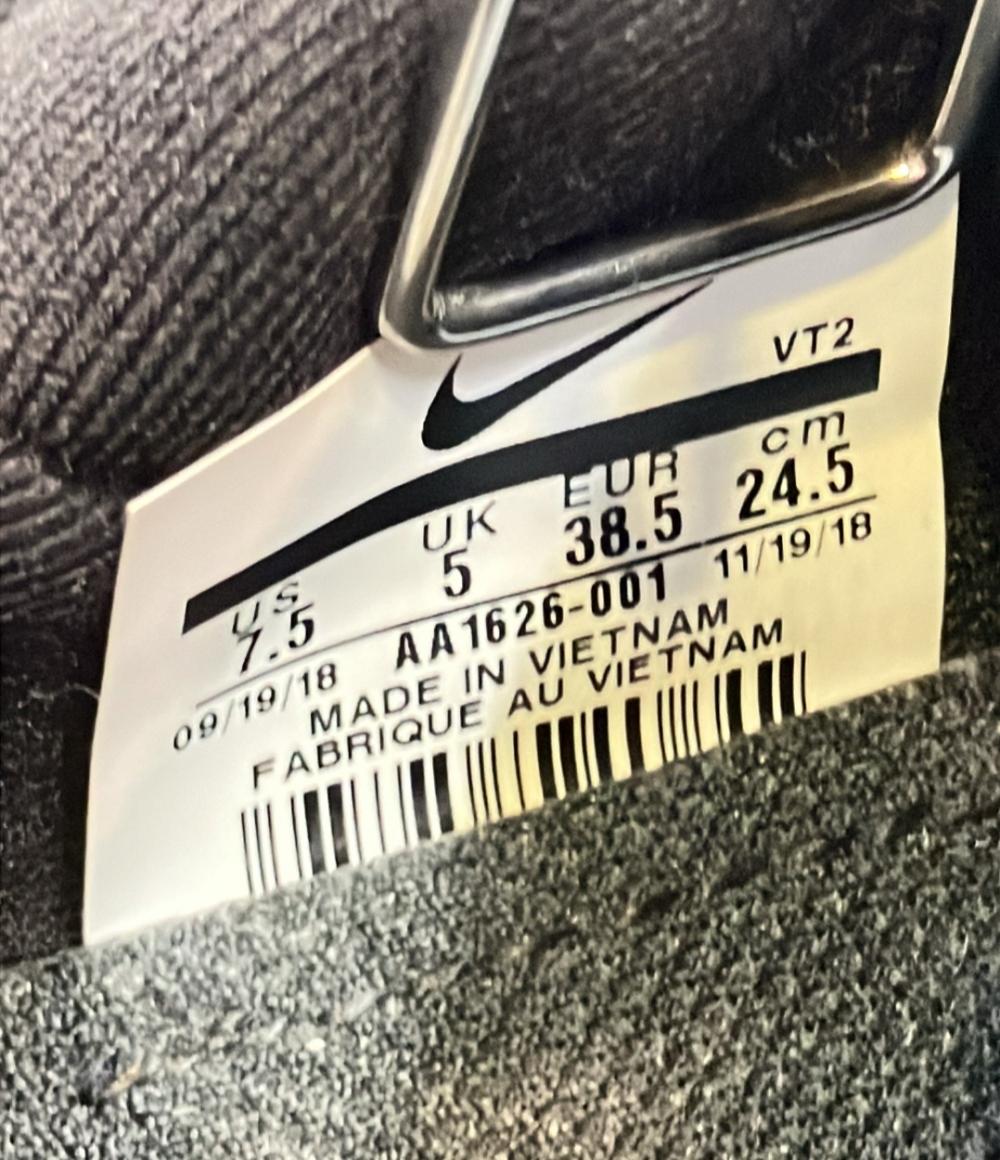 VT2
US UK EUR cm
7.5 5 38.5 24.5
09/19/18 AA1626-001 11/19/18
MADE IN VIETNAM
FABRIQUE AU VIETNAM